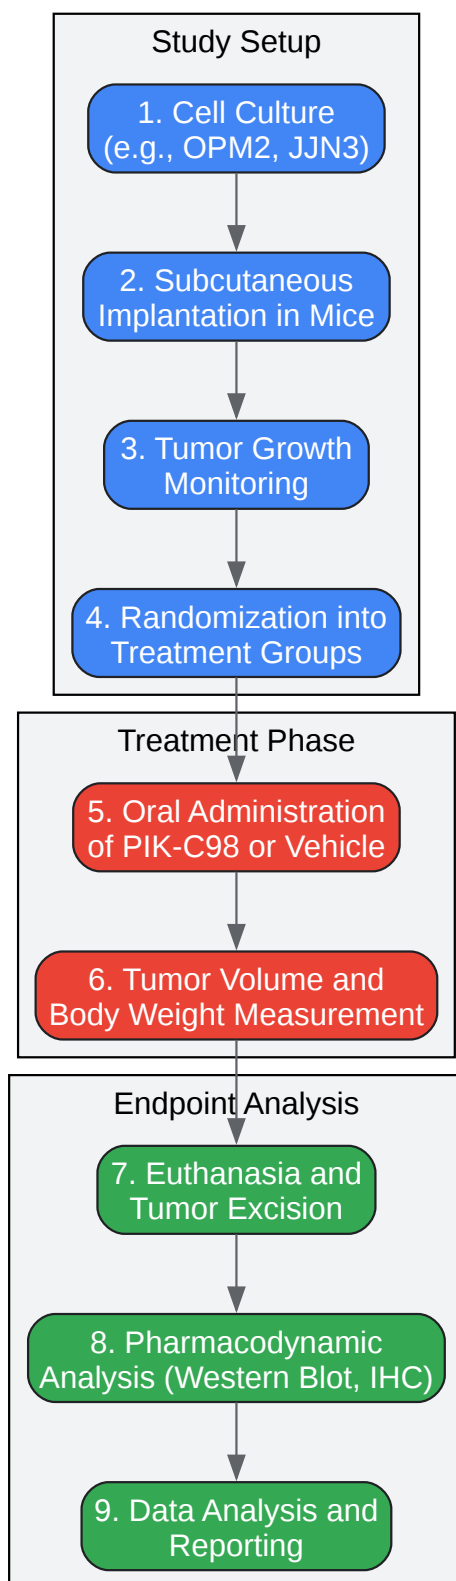 Study Setup
1. Cell Culture
(e.g., OPM2, JJN3)
2. Subcutaneous
Implantation in Mice
3. Tumor Growth
Monitoring
4. Randomization into
Treatment Groups
Treatment Phase
5. Oral Administration
of PIK-C98 or Vehicle
6. Tumor Volume and
Body Weight Measurement
Endpoint Analysis
7. Euthanasia and
Tumor Excision
8. Pharmacodynamic
Analysis (Western Blot, IHC)
9. Data Analysis and
Reporting